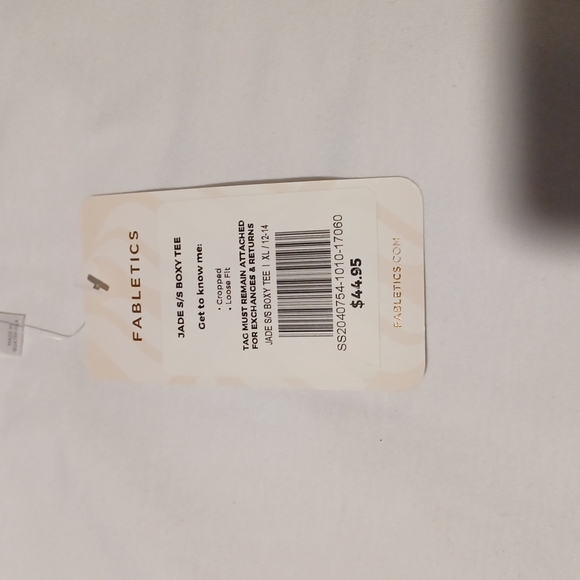 FABLETICS
JADE S/S BOXY TEE
Get to know me:
• Cropped
• Loose Fit
TAG MUST REMAIN ATTACHED
FOR EXCHANGES & RETURNS
JADE S/S BOXY TEE | XL / 12-14
SS2040754-1010-17060
$44.95
FABLETICS.COM